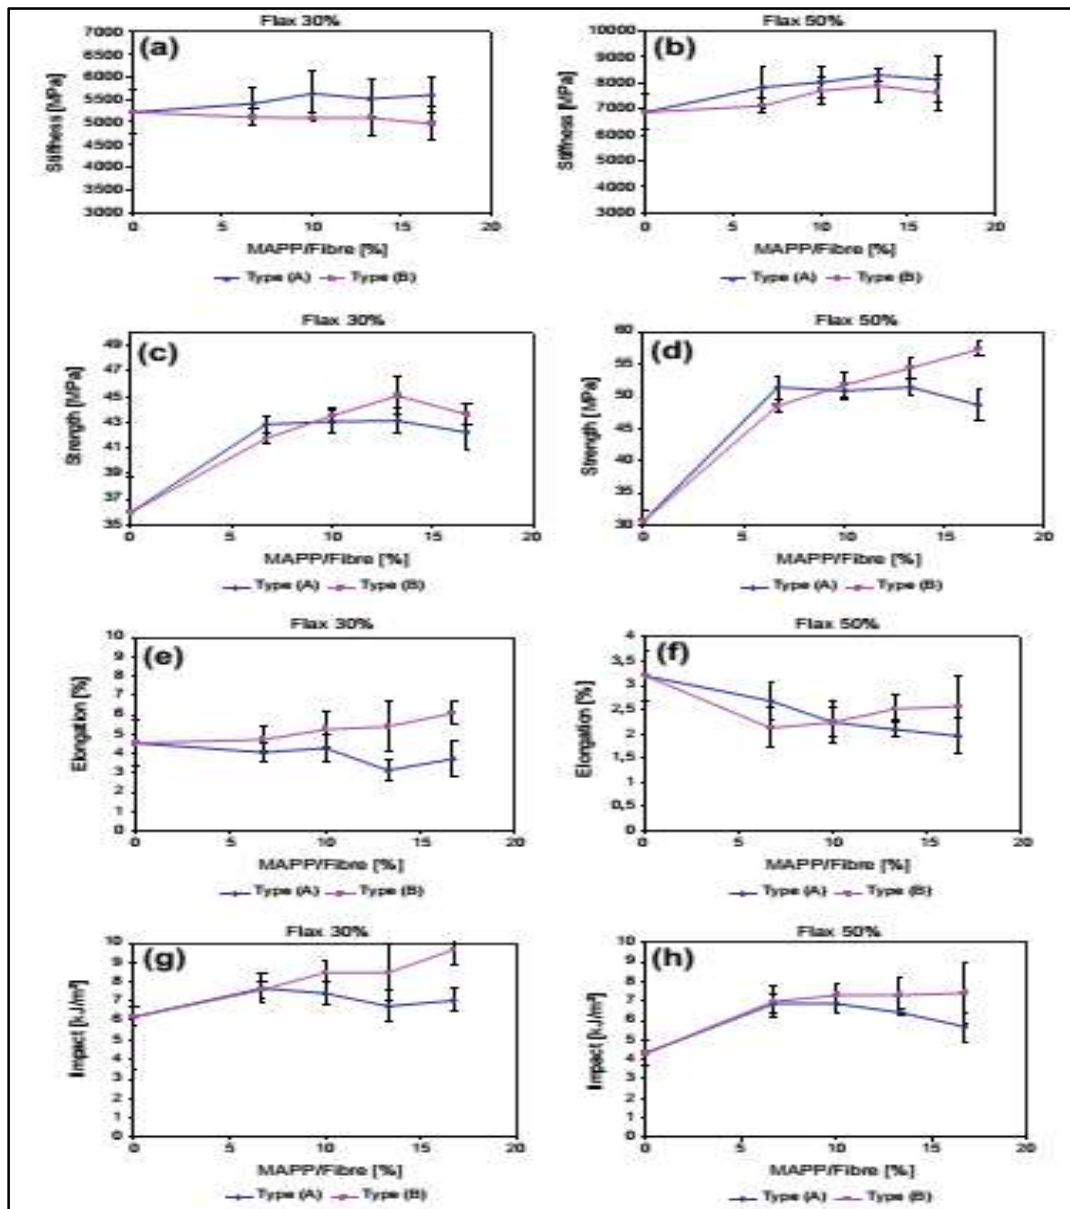 Flax 30%
(a)
7000
6500
6000
5500
5000
4500
4000
3500
3000
Stiffness [MPa]
0 5 10 15 20
MAPP/Fibre [%]
Type (A) Type (B)
Flax 50%
(b)
10000
9000
8000
7000
6000
5000
4000
3000
Stiffness [MPa]
0 5 10 15 20
MAPP/Fibre [%]
Type (A) Type (B)
Flax 30%
(c)
49
47
45
43
41
39
37
35
Strength [MPa]
0 5 10 15 20
MAPP/Fibre [%]
Type (A) Type (B)
Flax 50%
(d)
60
55
50
45
40
35
30
Strength [MPa]
0 5 10 15 20
MAPP/Fibre [%]
Type (A) Type (B)
Flax 30%
(e)
10
9
8
7
6
5
4
3
2
1
0
Elongation [%]
0 5 10 15 20
MAPP/Fibre [%]
Type (A) Type (B)
Flax 50%
(f)
4
3,5
3
2,5
2
1,5
1
0,5
0
Elongation [%]
0 5 10 15 20
MAPP/Fibre [%]
Type (A) Type (B)
Flax 30%
(g)
10
9
8
7
6
5
4
3
2
1
0
Impact [kJ/m²]
0 5 10 15 20
MAPP/Fibre [%]
Type (A) Type (B)
Flax 50%
(h)
10
9
8
7
6
5
4
3
2
1
0
Impact [kJ/m²]
0 5 10 15 20
MAPP/Fibre [%]
Type (A) Type (B)